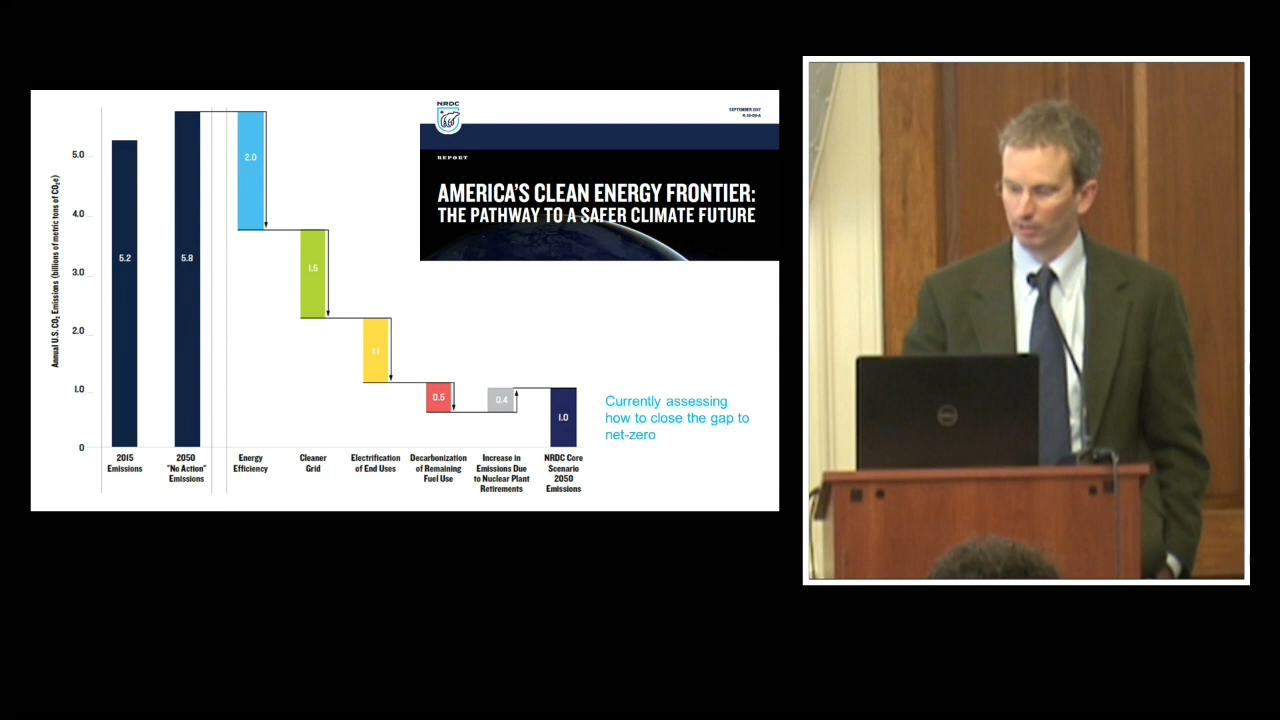 NRDC
SEPTEMBER 2017
REPORT
AMERICA'S CLEAN ENERGY FRONTIER:
THE PATHWAY TO A SAFER CLIMATE FUTURE
Annual U.S. CO₂ Emissions (billions of metric tons of CO₂e)
5.0
4.0
3.0
2.0
1.0
0
5.2
5.8
2.0
1.5
1.1
0.5
0.4
1.0
2015
Emissions
2050
"No Action"
Emissions
Energy
Efficiency
Cleaner
Grid
Electrification
of End Uses
Decarbonization
of Remaining
Fuel Use
Increase in
Emissions Due
to Nuclear Plant
Retirements
NRDC Core
Scenario
2050
Emissions
Currently assessing
how to close the gap to
net-zero
DELL